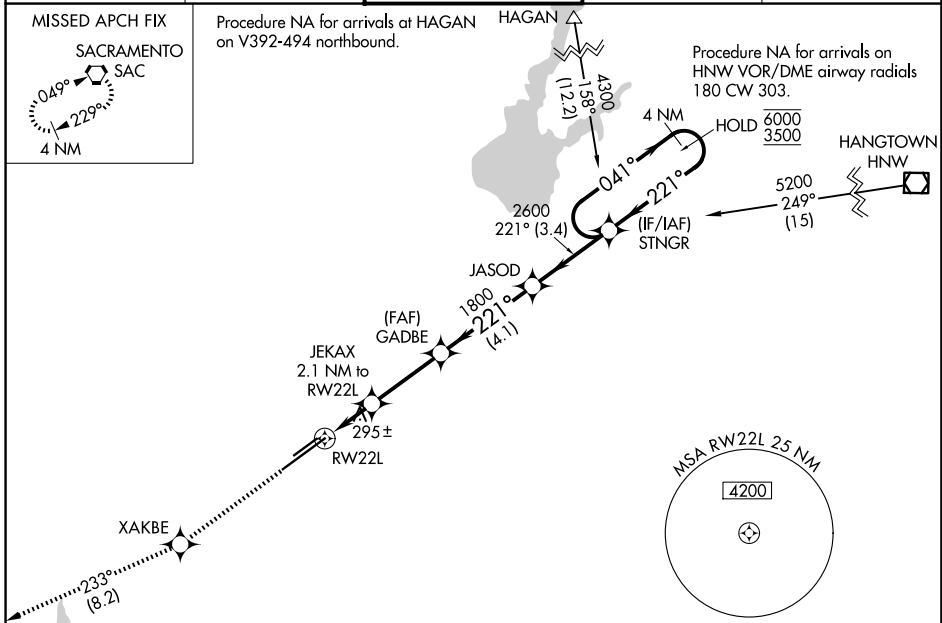 MISSED APCH FIX
SACRAMENTO
SAC
049°
229°
4 NM
Procedure NA for arrivals at HAGAN
on V392-494 northbound.
HAGAN
4300
158°
(12.2)
Procedure NA for arrivals on
HNW VOR/DME airway radials
180 CW 303.
4 NM
HOLD 6000
3500
HANGTOWN
HNW
5200
249°
(15)
041°
221°
2600
221° (3.4)
(IF/IAF)
STNGR
JASOD
1800
221°
(4.1)
(FAF)
GADBE
JEKAX
2.1 NM to
RW22L
295±
RW22L
XAKBE
233°
(8.2)
MSA RW22L 25 NM
4200